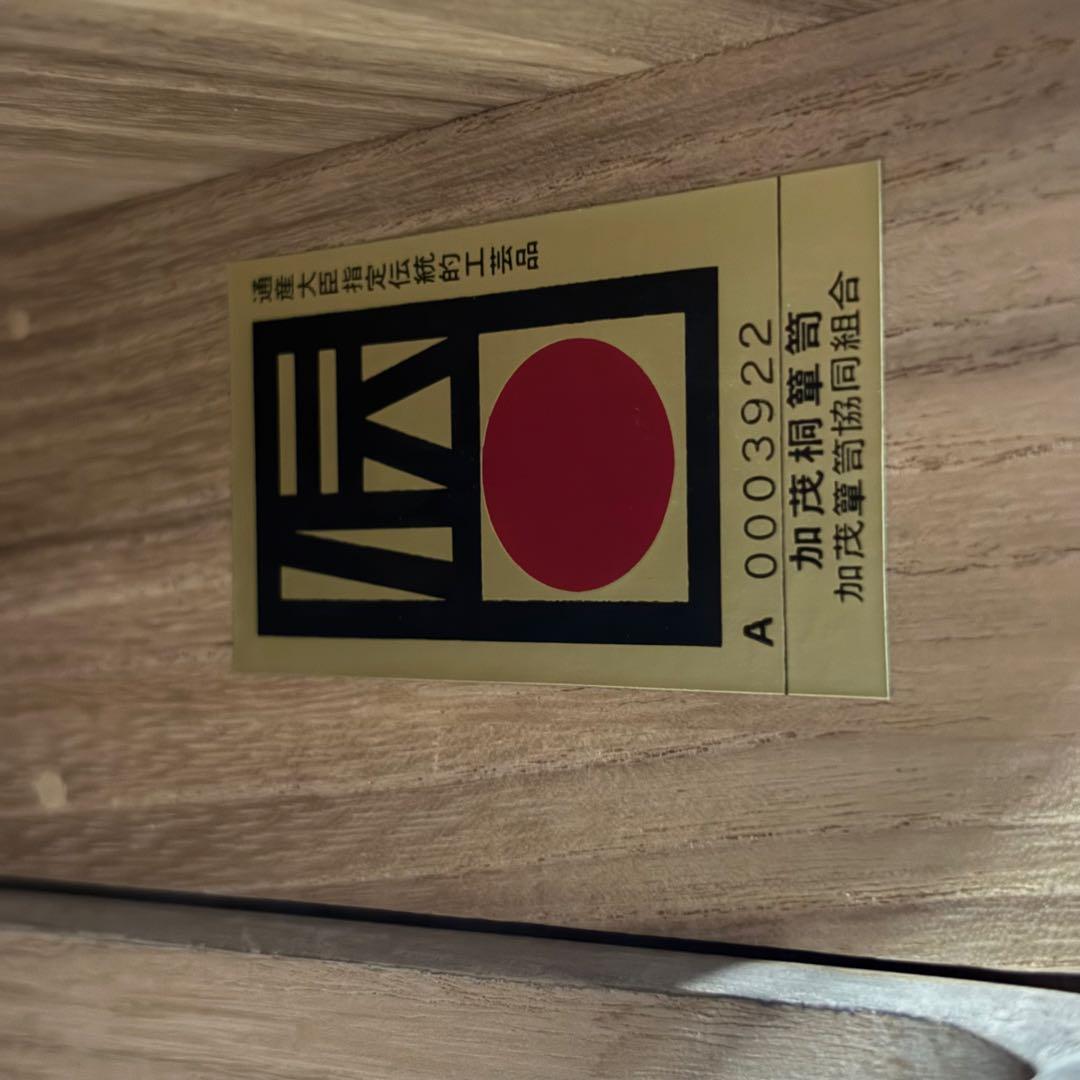 通産大臣指定伝統的工芸品
伝
A 0003922
加茂桐簞笥
加茂簞笥協同組合